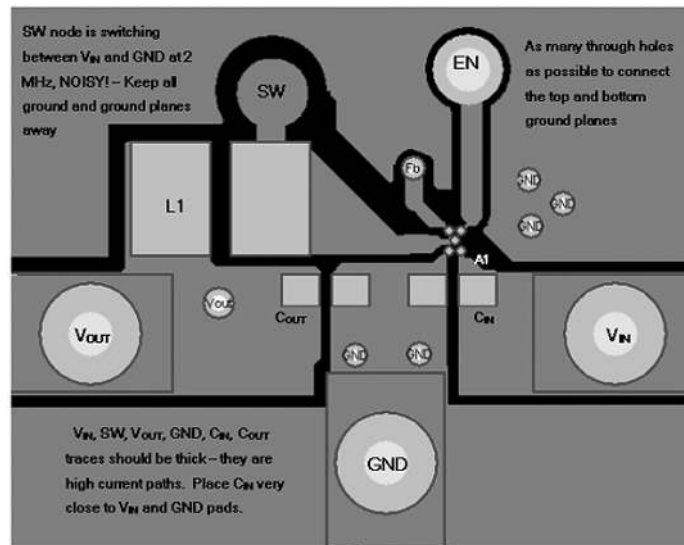 SW node is switching
between VIN and GND at 2
MHz, NOISY! – Keep all
ground and ground planes
away
SW
EN
As many through holes
as possible to connect
the top and bottom
ground planes
Fb
GND
GND
GND
L1
A1
Vout
COUT
CIN
VOUT
VIN
GND
GND
VIN, SW, VOUT, GND, CIN, COUT
traces should be thick – they are
high current paths. Place CIN very
close to VIN and GND pads.
GND